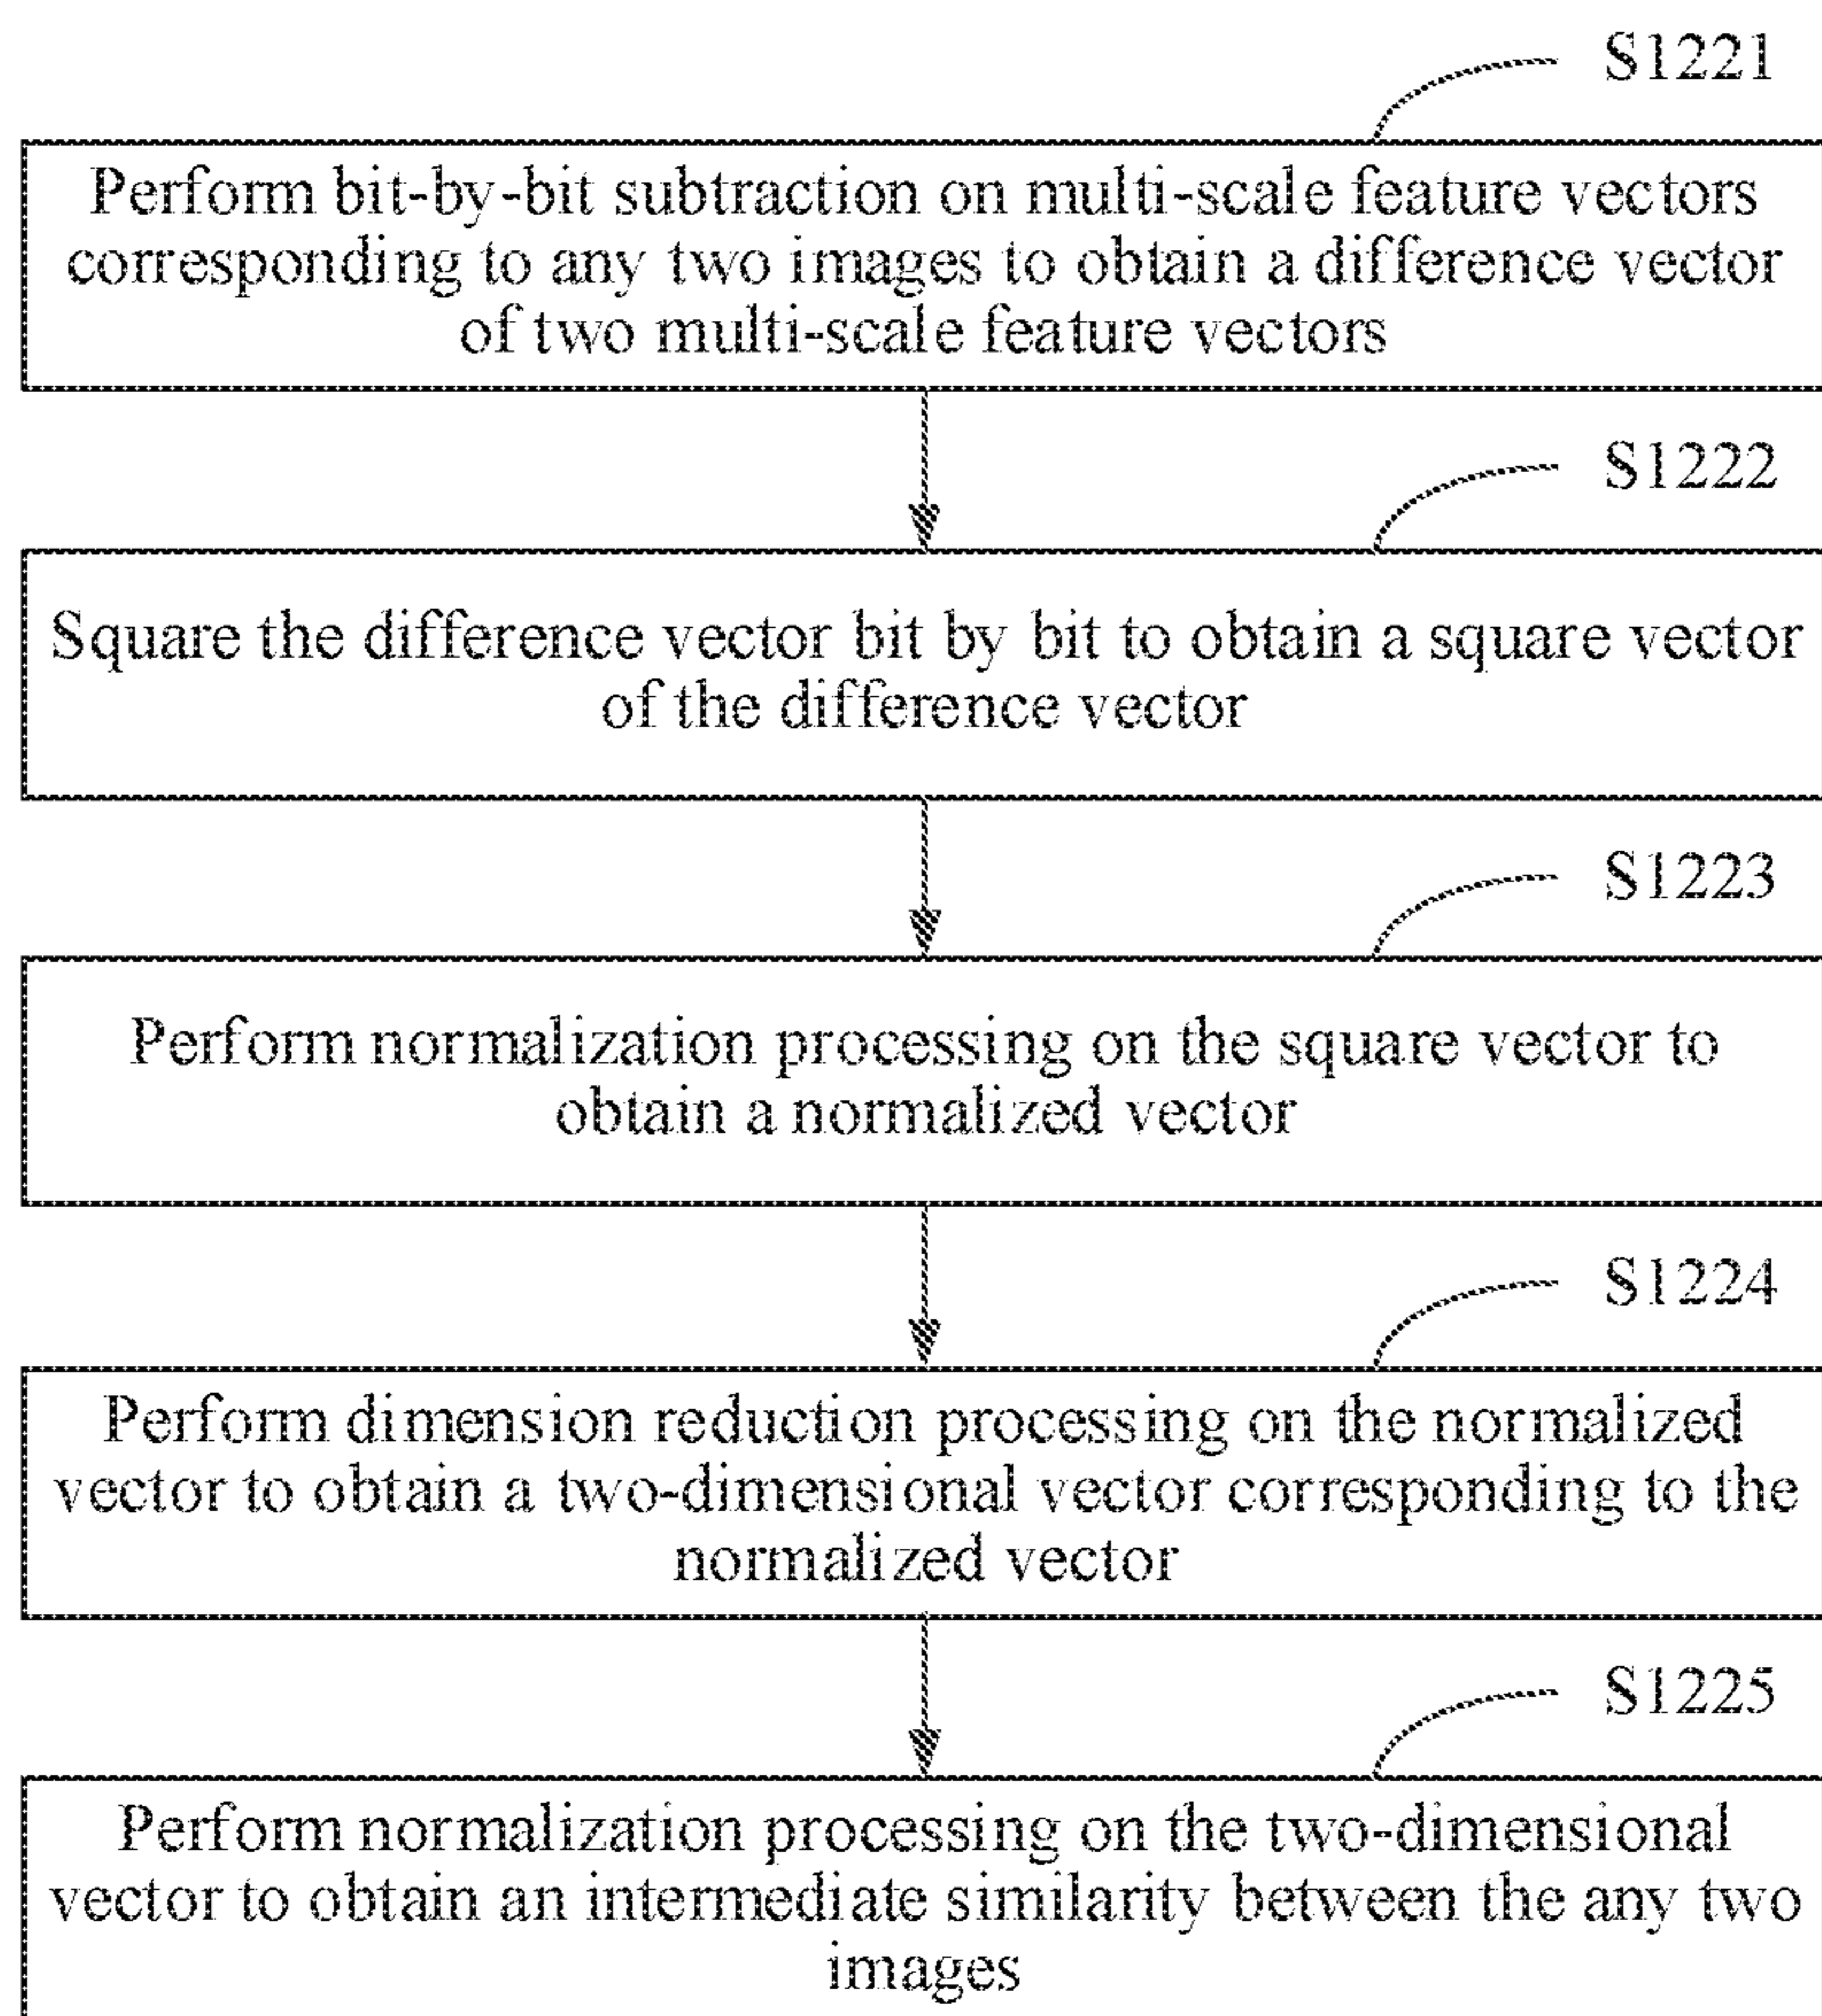 S1221
Perform bit-by-bit subtraction on multi-scale feature vectors
corresponding to any two images to obtain a difference vector
of two multi-scale feature vectors
S1222
Square the difference vector bit by bit to obtain a square vector
of the difference vector
S1223
Perform normalization processing on the square vector to
obtain a normalized vector
S1224
Perform dimension reduction processing on the normalized
vector to obtain a two-dimensional vector corresponding to the
normalized vector
S1225
Perform normalization processing on the two-dimensional
vector to obtain an intermediate similarity between the any two
images